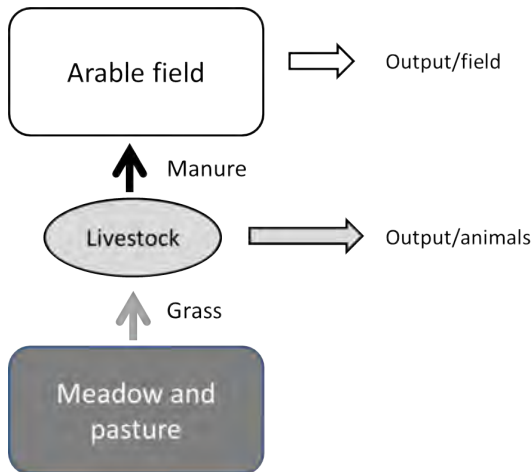 Arable field
Output/field
Manure
Livestock
Output/animals
Grass
Meadow and
pasture